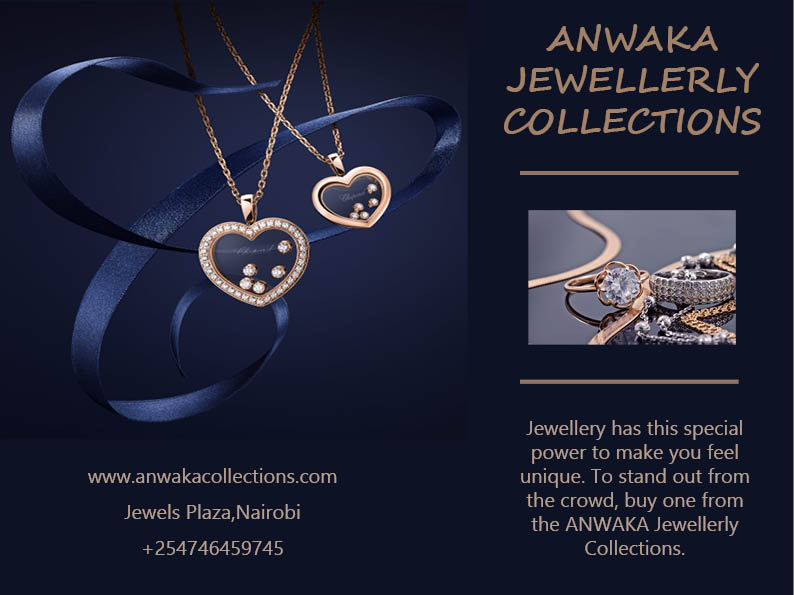 ANWAKA
JEWELLERLY
COLLECTIONS
Chopard
Jewellery has this special
power to make you feel
unique. To stand out from
the crowd, buy one from
the ANWAKA Jewellerly
Collections.
www.anwakacollections.com
Jewels Plaza,Nairobi
+254746459745